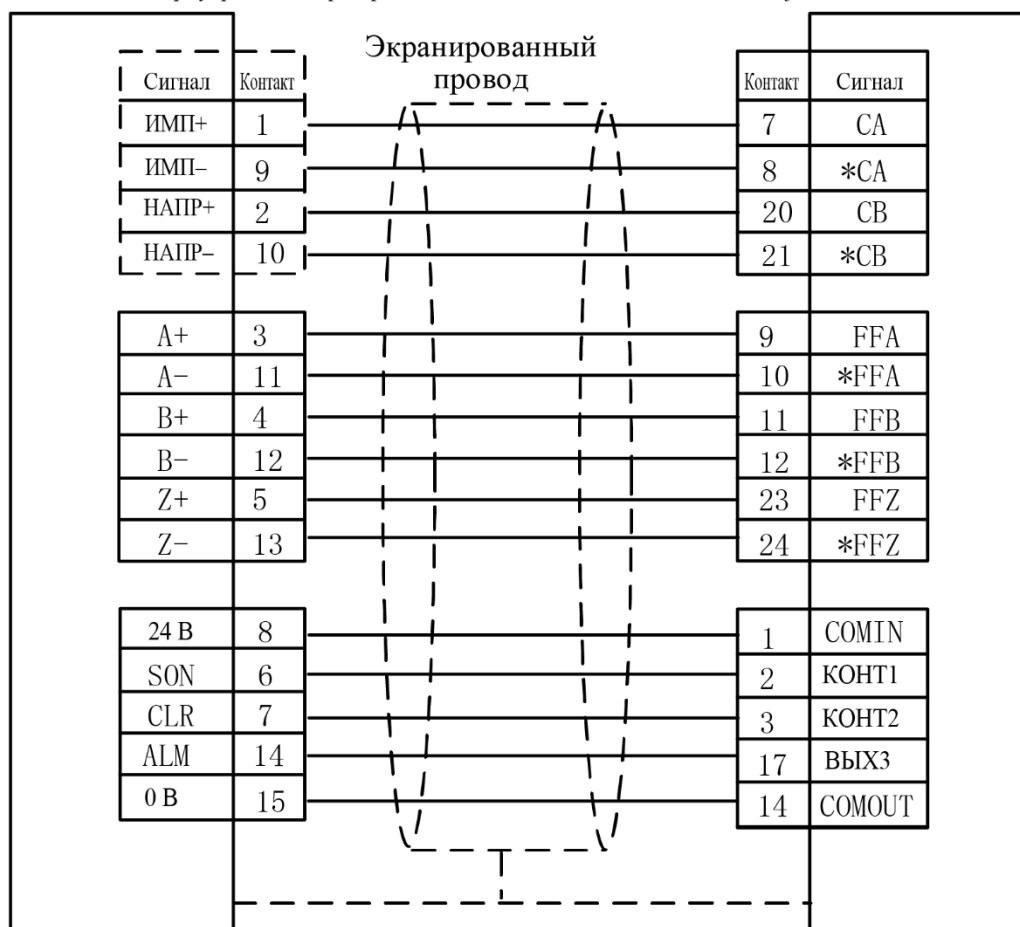 Экранированный
провод
Сигнал Контакт Контакт Сигнал
ИМП+ 1 7 CA
ИМП– 9 8 *CA
НАПР+ 2 20 CB
НАПР– 10 21 *CB
A+ 3 9 FFA
A− 11 10 *FFA
B+ 4 11 FFB
B− 12 12 *FFB
Z+ 5 23 FFZ
Z− 13 24 *FFZ
24 В 8 1 COMIN
SON 6 2 КОНТ1
CLR 7 3 КОНТ2
ALM 14 17 ВЫХ3
0 В 15 14 COMOUT